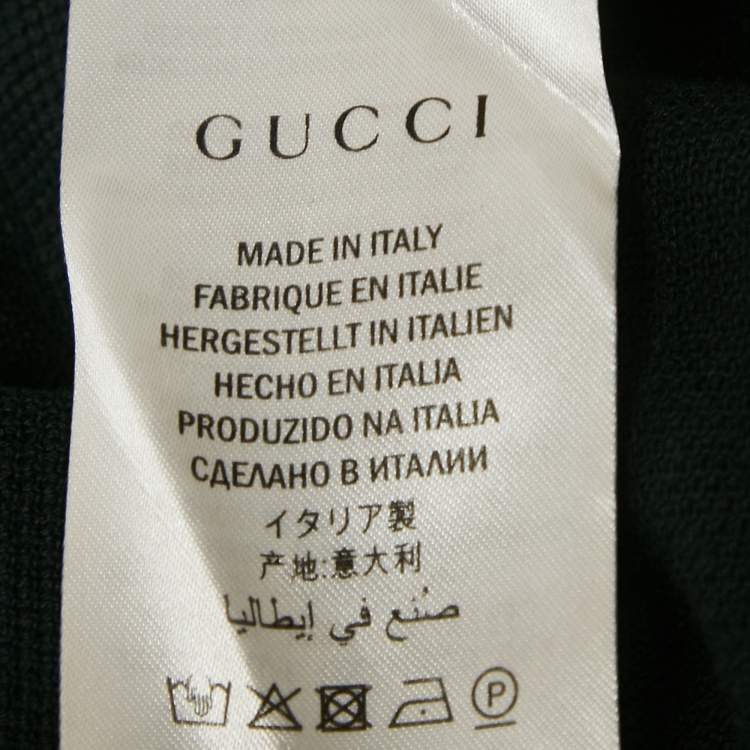 GUCCI
MADE IN ITALY
FABRIQUE EN ITALIE
HERGESTELLT IN ITALIEN
HECHO EN ITALIA
PRODUZIDO NA ITALIA
СДЕЛАНО В ИТАЛИИ
イタリア製
产地:意大利
صُنع في إيطاليا
P